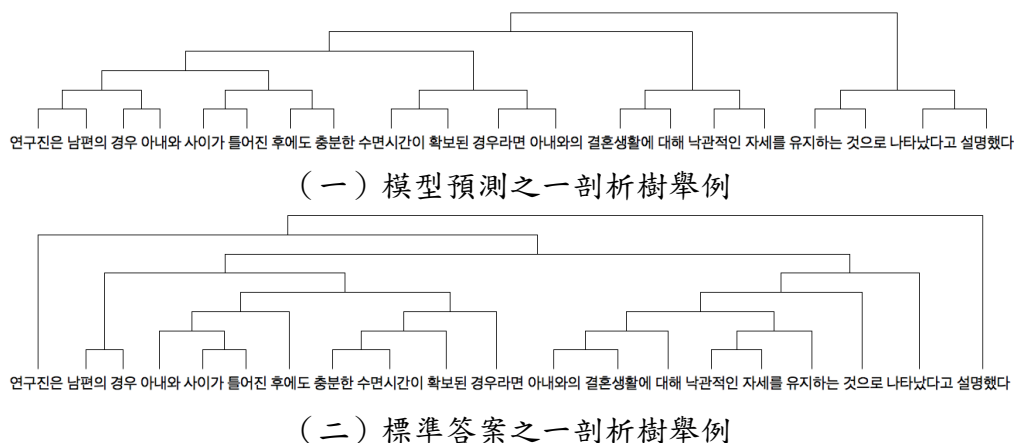 연구진은 남편의 경우 아내와 사이가 틀어진 후에도 충분한 수면시간이 확보된 경우라면 아내와의 결혼생활에 대해 낙관적인 자세를 유지하는 것으로 나타났다고 설명했다
（一）模型預測之一剖析樹舉例
연구진은 남편의 경우 아내와 사이가 틀어진 후에도 충분한 수면시간이 확보된 경우라면 아내와의 결혼생활에 대해 낙관적인 자세를 유지하는 것으로 나타났다고 설명했다
（二）標準答案之一剖析樹舉例